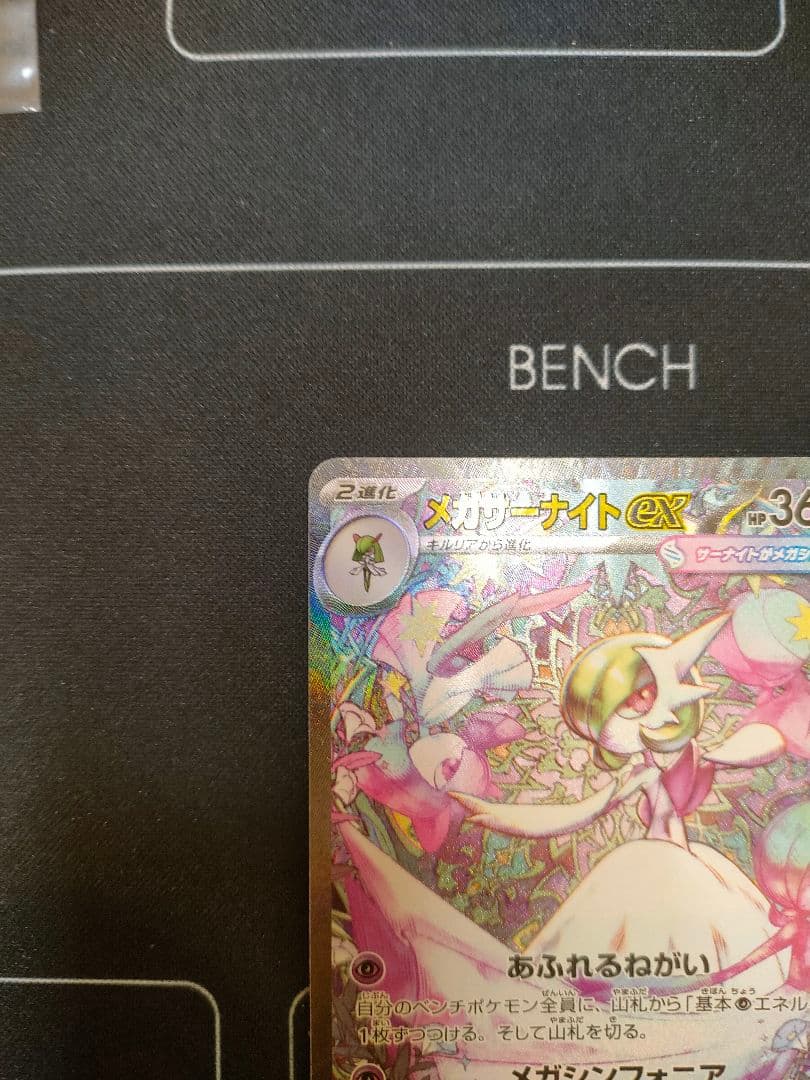 BENCH
2進化
メガサーナイトex
HP36
キルリアから進化
サーナイトがメガシ
あふれるねがい
自分のベンチポケモン全員に、山札から「基本超エネル
1枚ずつつける。そして山札を切る。
メガシンフォニア